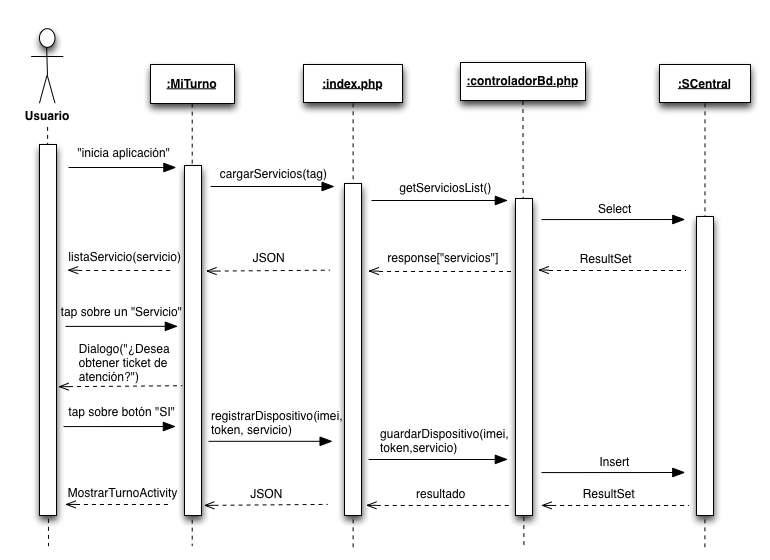 Usuario
:MiTurno
:index.php
:controladorBd.php
:SCentral
"inicia aplicación"
cargarServicios(tag)
getServiciosList()
Select
listaServicio(servicio)
JSON
response["servicios"]
ResultSet
tap sobre un "Servicio"
Dialogo("¿Desea
obtener ticket de
atención?")
tap sobre botón "SI"
registrarDispositivo(imei,
token, servicio)
guardarDispositivo(imei,
token,servicio)
Insert
MostrarTurnoActivity
JSON
resultado
ResultSet